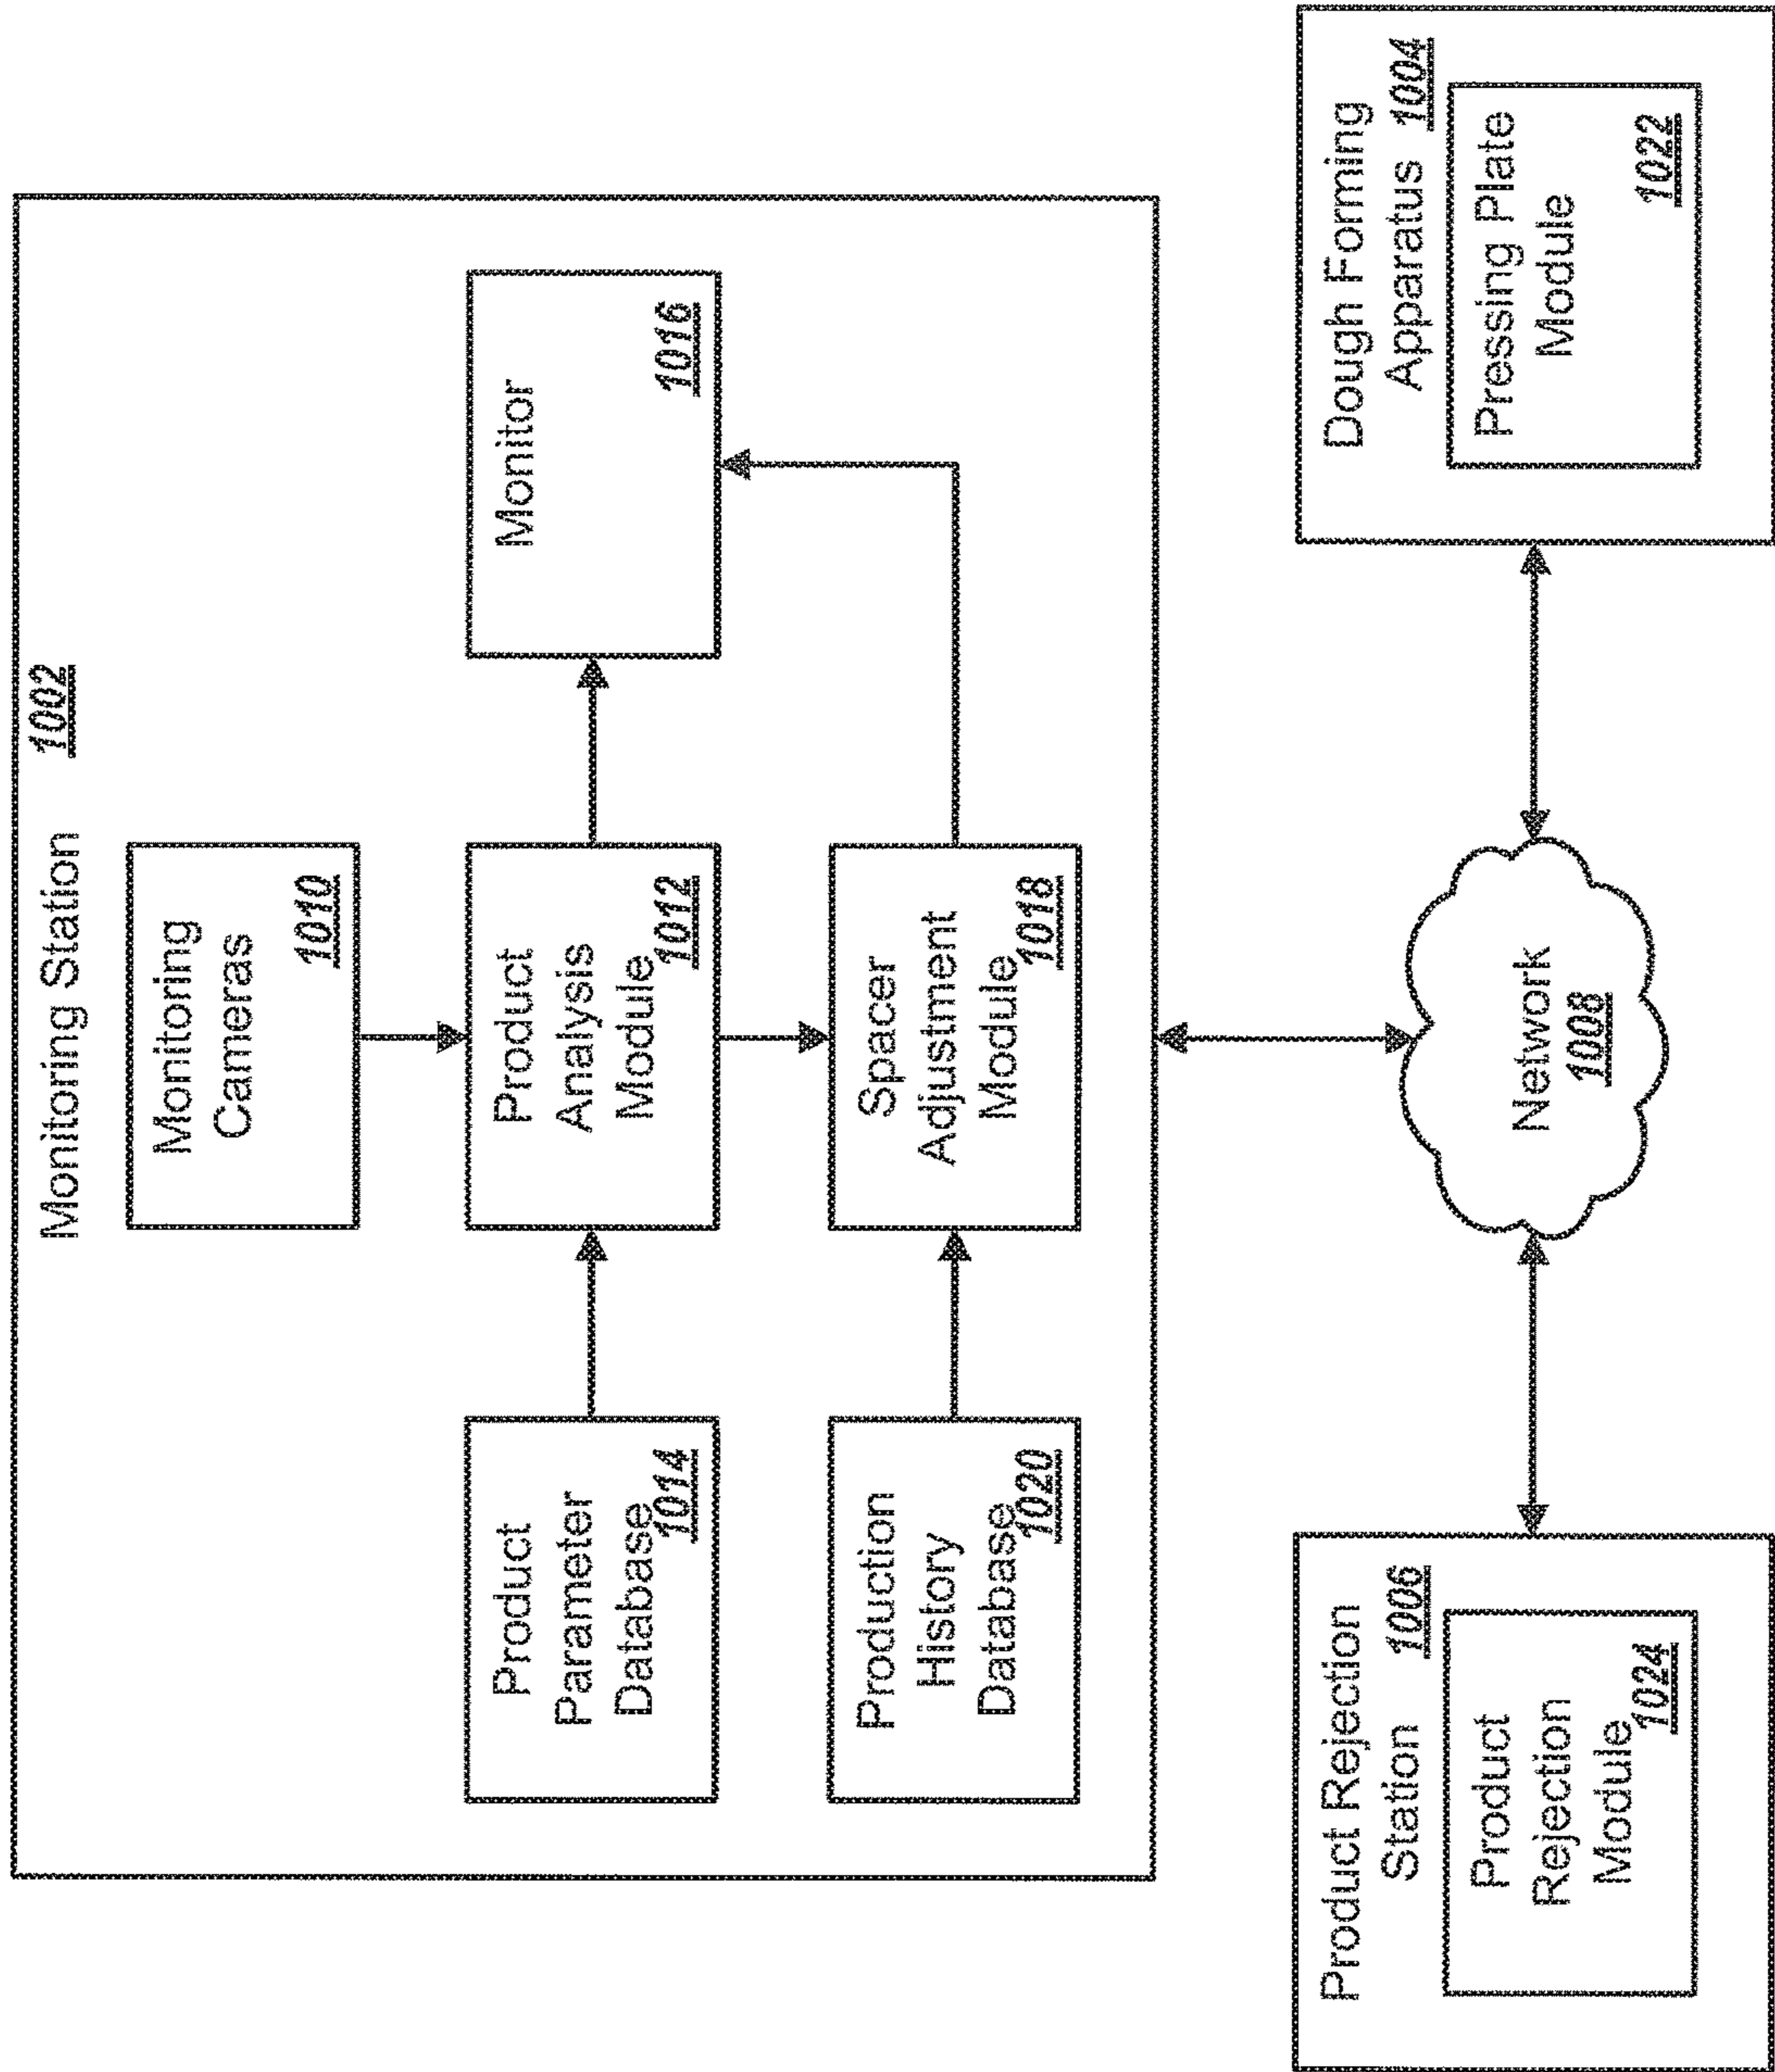 Monitoring Station 1002
Monitoring
Cameras
1010
Product
Parameter
Database
1014
Product
Analysis
Module
1012
Monitor
1016
Production
History
Database
1020
Spacer
Adjustment
Module
1018
Product Rejection
Station 1006
Product
Rejection
Module
1024
Network
1008
Dough Forming
Apparatus 1004
Pressing Plate
Module
1022